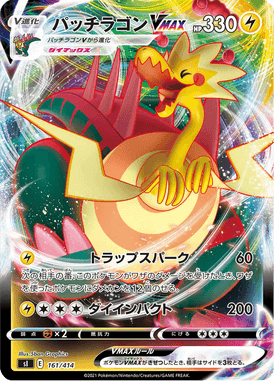 V進化
パッチラゴンVMAX HP330
パッチラゴンVから進化
ダイマックス
トラップスパーク 60
次の相手の番、このポケモンがワザのダメージを受けたとき、ワザ
を使ったポケモンにダメカンを12個のせる。
ダイインパクト 200
弱点 ×2 抵抗力 にげる
Illus. 5ban Graphics
VMAXルール
ポケモンVMAXがきぜつしたとき、相手はサイドを3枚とる。
sI E 161/414
©2021 Pokémon/Nintendo/Creatures/GAME FREAK.